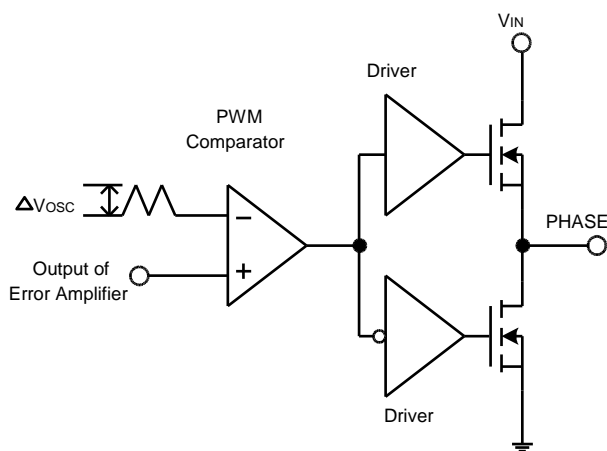 VIN
Driver
PWM
Comparator
ΔVOSC
−
PHASE
Output of
Error Amplifier
+
Driver